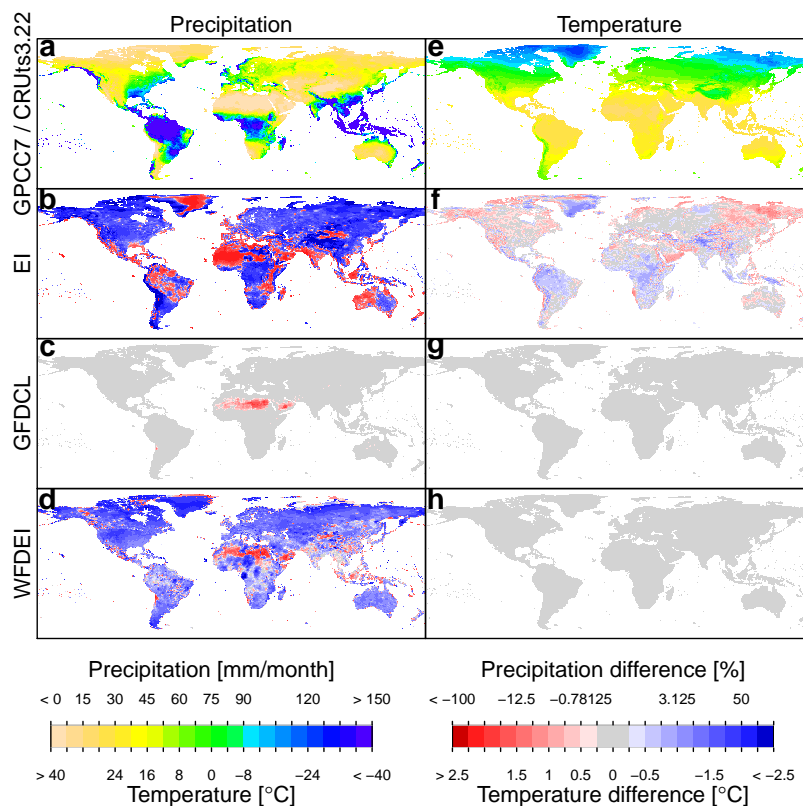 Precipitation
Temperature
GPCC7 / CRUts3.22
a
e
EI
b
f
GFDCL
c
g
WFDEI
d
h
Precipitation [mm/month]
< 0 15 30 45 60 75 90 120 > 150
> 40 24 16 8 0 −8 −24 < −40
Temperature [°C]
Precipitation difference [%]
< −100 −12.5 −0.78125 3.125 50
> 2.5 1.5 1 0.5 0 −0.5 −1.5 < −2.5
Temperature difference [°C]